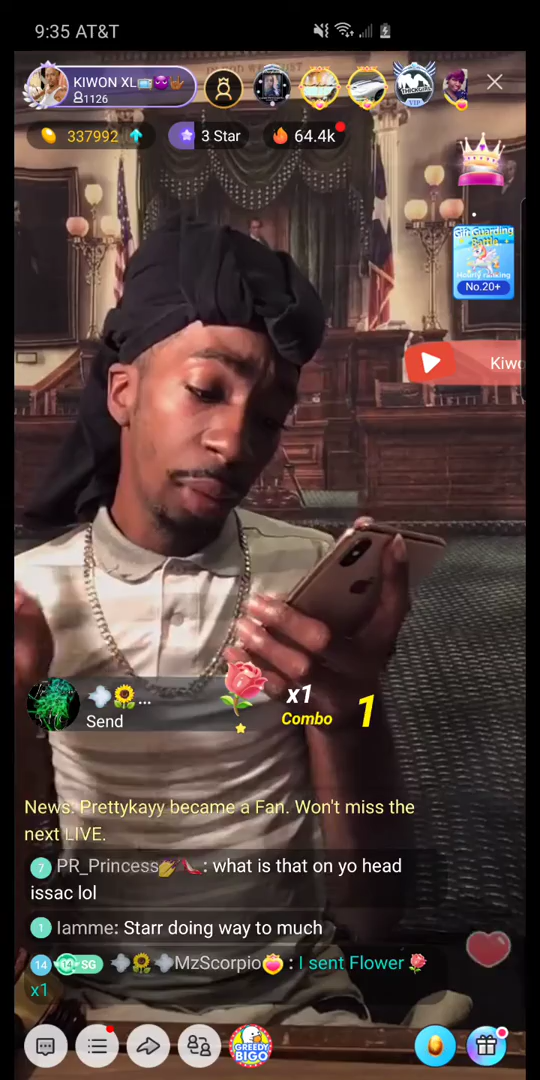 9:35 AT&T
KIWON XL
1126
VIP
337992
3 Star
64.4k
Gift Guarding
Battle
Hourly ranking
No.20+
Kiwo
...
Send
x1
Combo
1
News: Prettykayy became a Fan. Won't miss the
next LIVE.
7 PR_Princess💅👠: what is that on yo head
issac lol
1 Iamme: Starr doing way to much
14 SG 💨🌻💨MzScorpio: I sent Flower 🌹
x1
GREEDY
BIGO